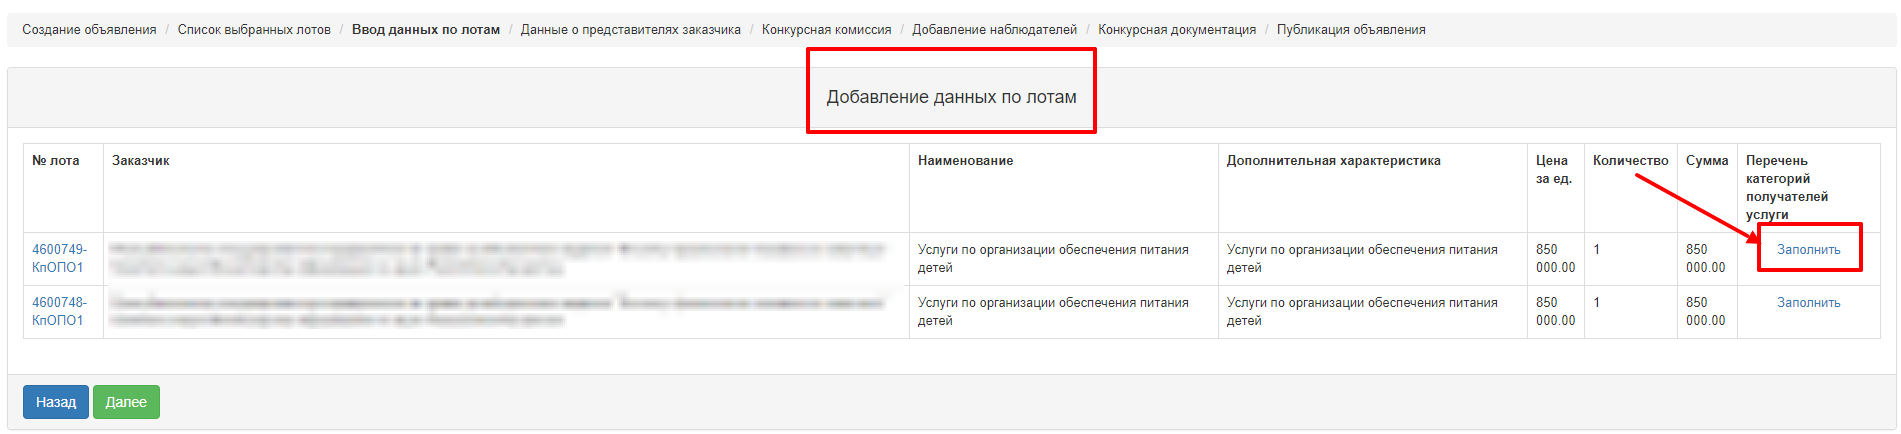 Создание объявления / Список выбранных лотов / Ввод данных по лотам / Данные о представителях заказчика / Конкурсная комиссия / Добавление наблюдателей / Конкурсная документация / Публикация объявления
Добавление данных по лотам
№ лота Заказчик Наименование Дополнительная характеристика Цена Количество Сумма Перечень
за ед. категорий
получателей
услуги
4600749- Услуги по организации обеспечения питания Услуги по организации обеспечения питания 850 1 850 Заполнить
КпОПО1 детей детей 000.00 000.00
4600748- Услуги по организации обеспечения питания Услуги по организации обеспечения питания 850 1 850 Заполнить
КпОПО1 детей детей 000.00 000.00
Назад Далее